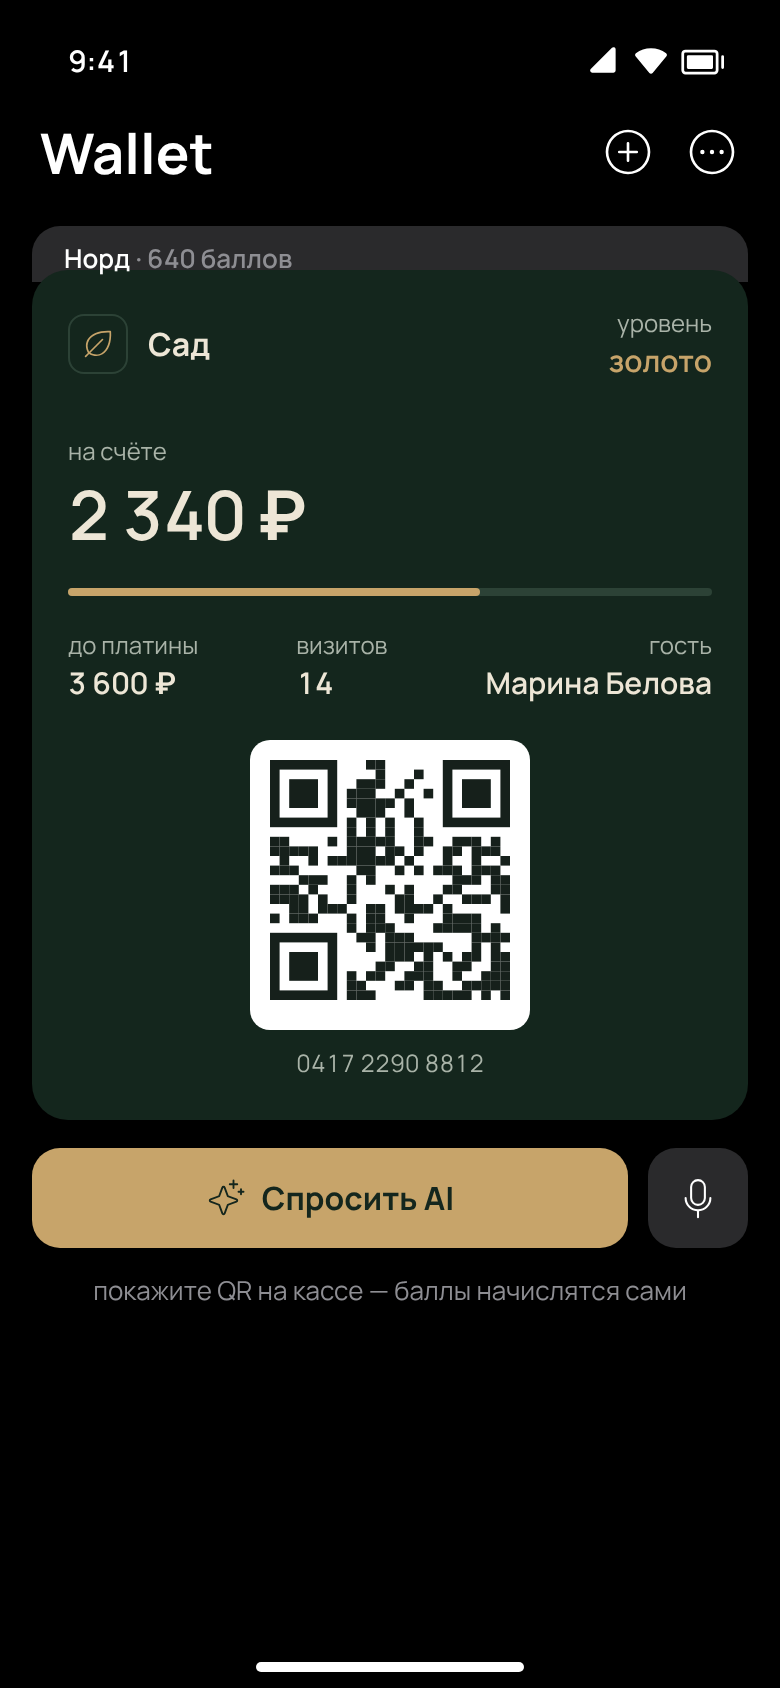 9:41
Wallet
Норд · 640 баллов
Сад
уровень
золото
на счёте
2 340 ₽
до платины
визитов
гость
3 600 ₽
14
Марина Белова
0417 2290 8812
Спросить AI
покажите QR на кассе — баллы начислятся сами